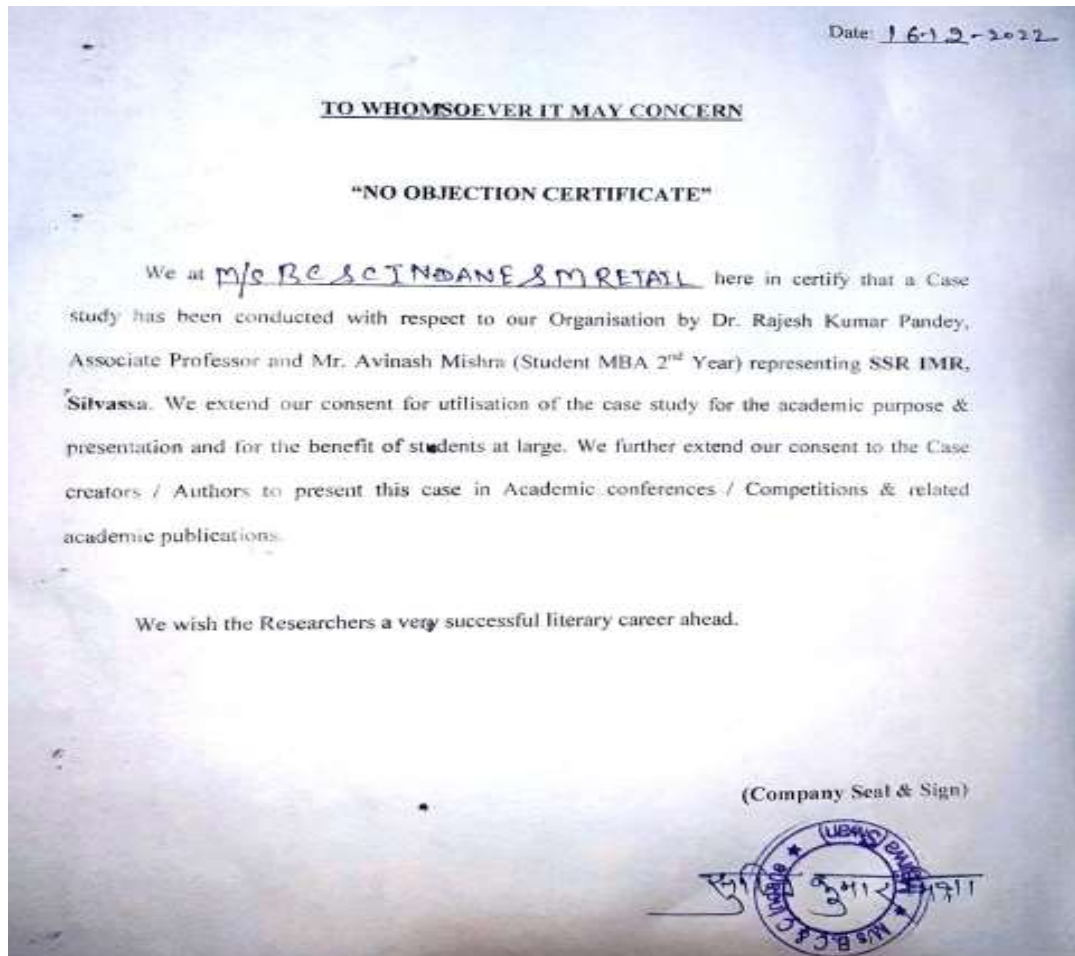 Date: 16-12-2022
TO WHOMSOEVER IT MAY CONCERN
“NO OBJECTION CERTIFICATE”
We at M/S B C & C INDANE S M RETAIL here in certify that a Case
study has been conducted with respect to our Organisation by Dr. Rajesh Kumar Pandey,
Associate Professor and Mr. Avinash Mishra (Student MBA 2nd Year) representing SSR IMR,
Silvassa. We extend our consent for utilisation of the case study for the academic purpose &
presentation and for the benefit of students at large. We further extend our consent to the Case
creators / Authors to present this case in Academic conferences / Competitions & related
academic publications.
We wish the Researchers a very successful literary career ahead.
(Company Seal & Sign)
कुमार
M/s B.C & C Indane
(Siwan)